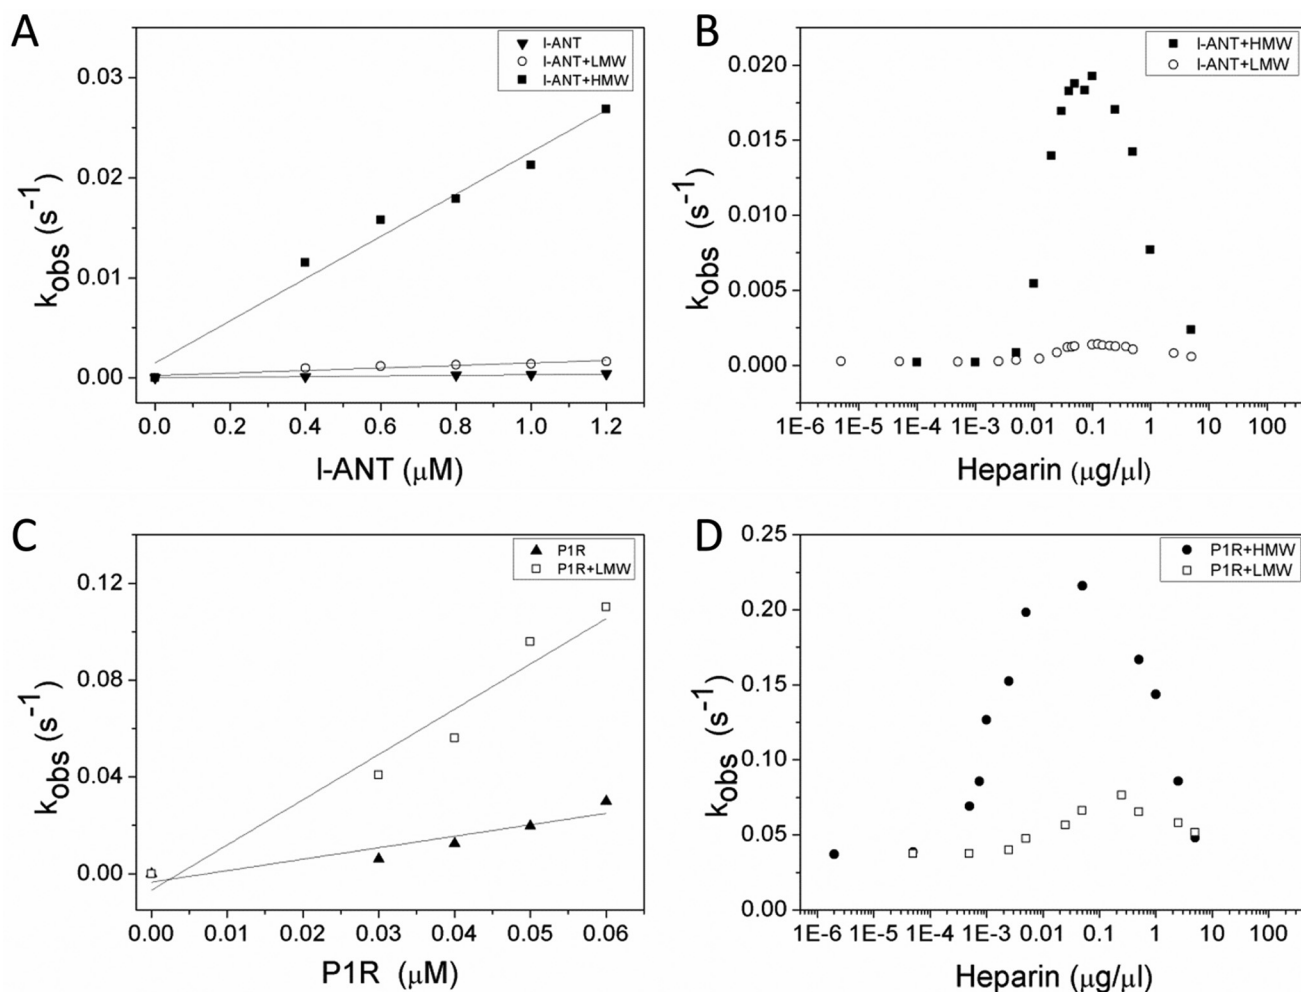 A
I-ANT
I-ANT+LMW
I-ANT+HMW
0.03
0.02
0.01
0.00
k_obs (s^-1)
0.0 0.2 0.4 0.6 0.8 1.0 1.2
I-ANT (μM)
B
I-ANT+HMW
I-ANT+LMW
0.020
0.015
0.010
0.005
0.000
k_obs (s^-1)
1E-6 1E-5 1E-4 1E-3 0.01 0.1 1 10 100
Heparin (μg/μl)
C
P1R
P1R+LMW
0.12
0.08
0.04
0.00
k_obs (s^-1)
0.00 0.01 0.02 0.03 0.04 0.05 0.06
P1R (μM)
D
P1R+HMW
P1R+LMW
0.25
0.20
0.15
0.10
0.05
0.00
k_obs (s^-1)
1E-6 1E-5 1E-4 1E-3 0.01 0.1 1 10 100
Heparin (μg/μl)